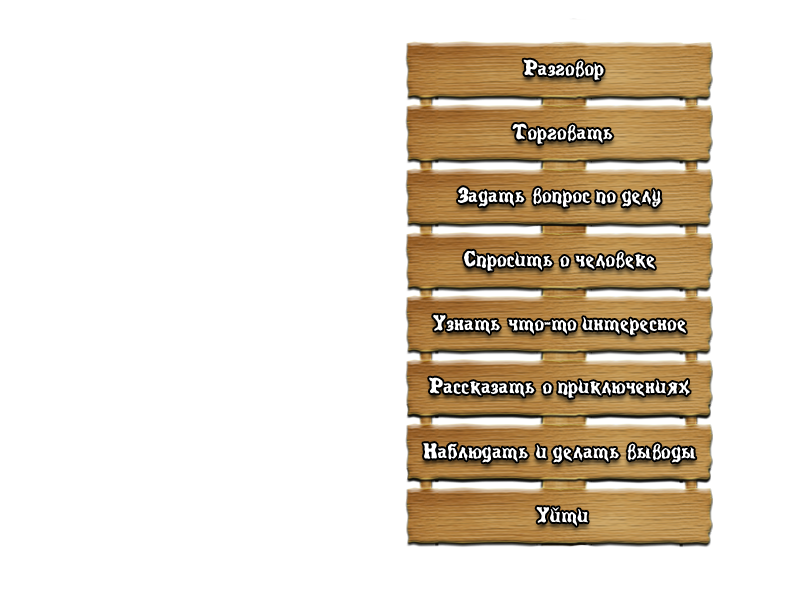 Разговор
Торговать
Задать вопрос по делу
Спросить о человеке
Узнать что-то интересное
Рассказать о приключениях
Наблюдать и делать выводы
Уйти